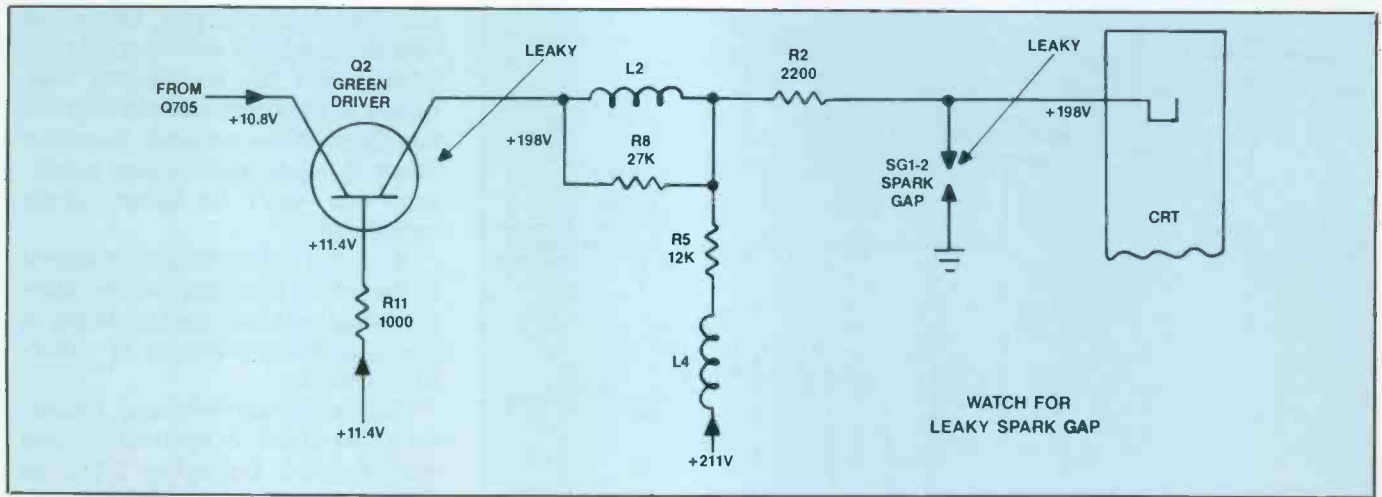 FROM
Q705
+10.8V
Q2
GREEN
DRIVER
LEAKY
+198V
L2
R8
27K
R2
2200
LEAKY
+198V
SG1-2
SPARK
GAP
CRT
+11.4V
R11
1000
+11.4V
R5
12K
L4
+211V
WATCH FOR
LEAKY SPARK GAP